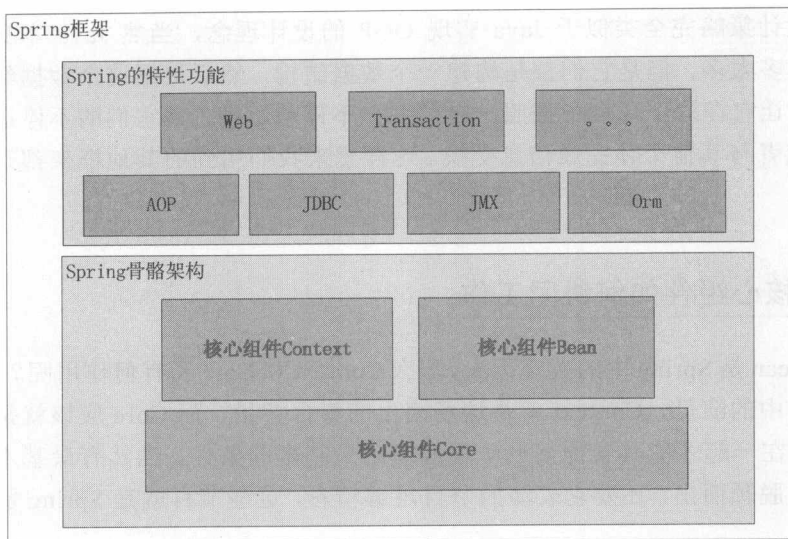 Spring框架
Spring的特性功能
Web
Transaction
。。。
AOP
JDBC
JMX
Orm
Spring骨骼架构
核心组件Context
核心组件Bean
核心组件Core